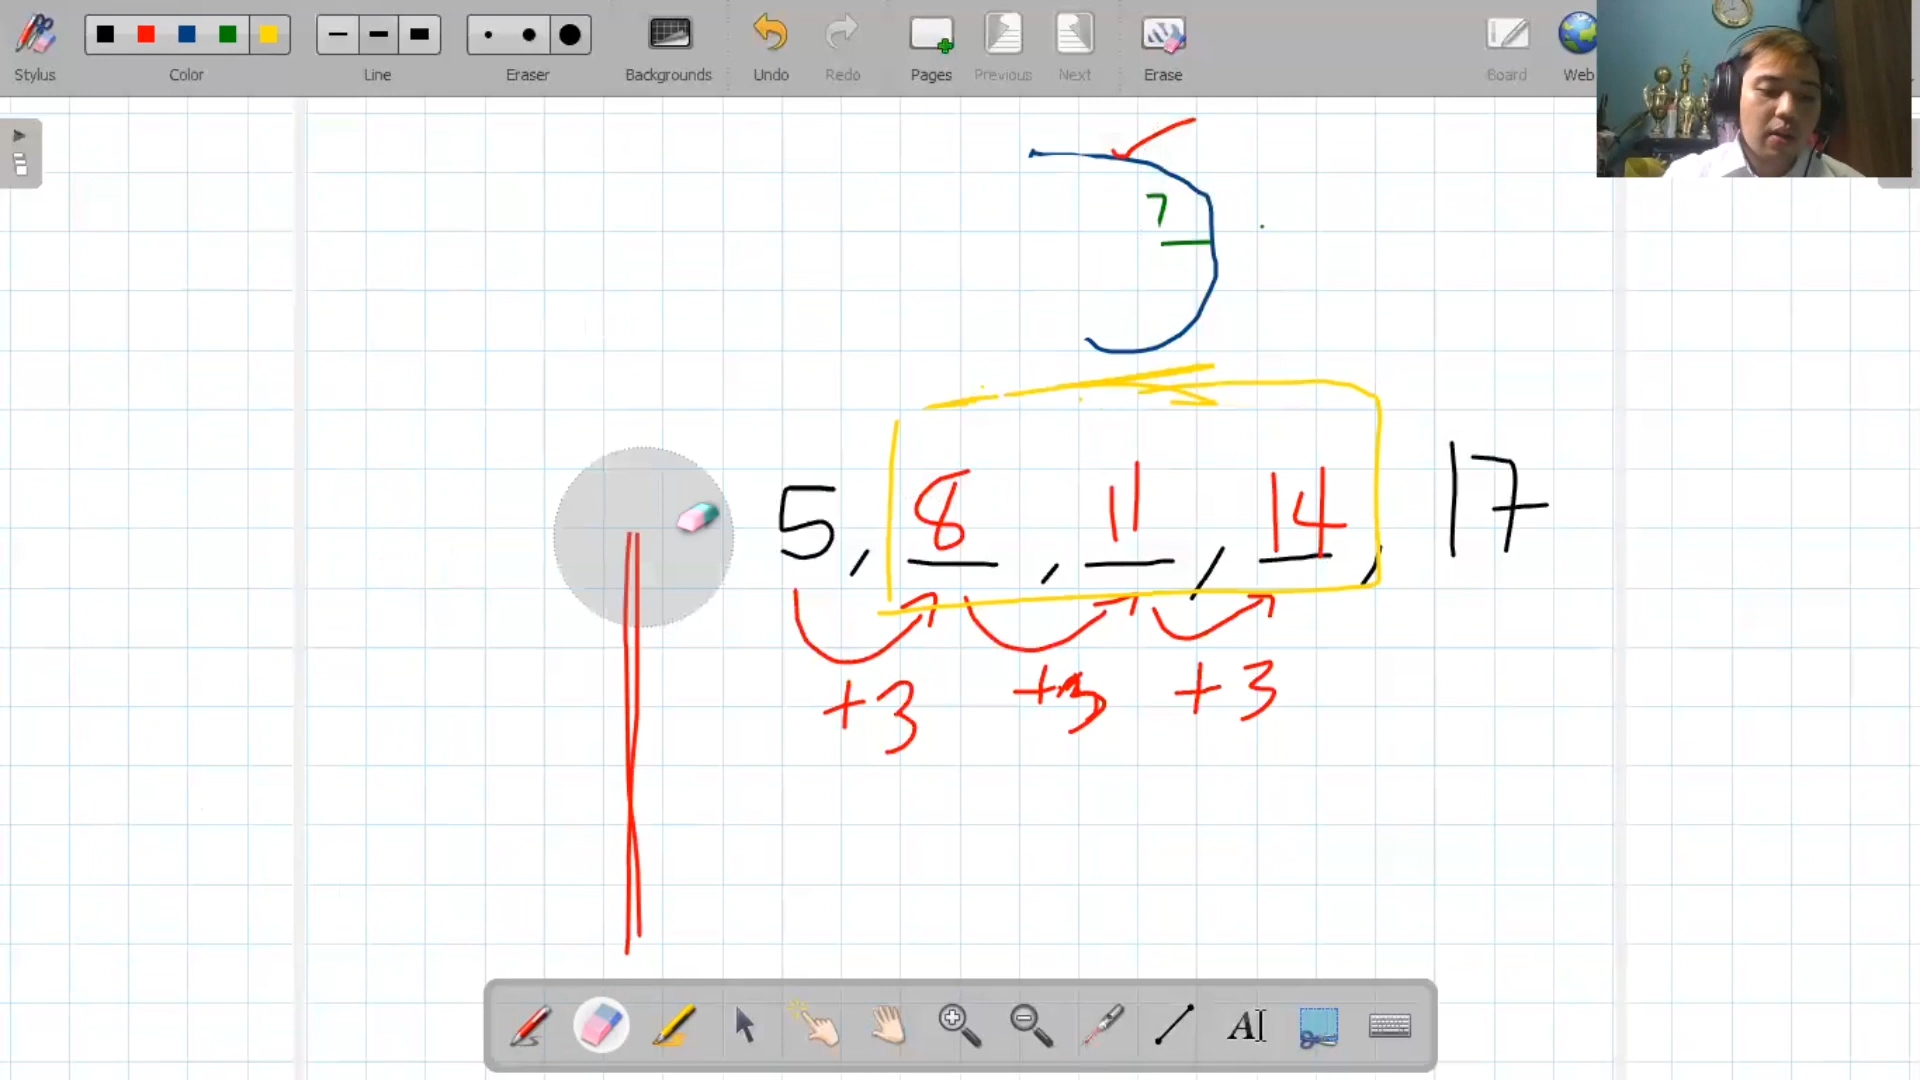 Stylus Color Line Eraser Backgrounds Undo Redo Pages Previous Next Erase Board Web
7
5, 8, 11, 14, 17
+3 +3 +3